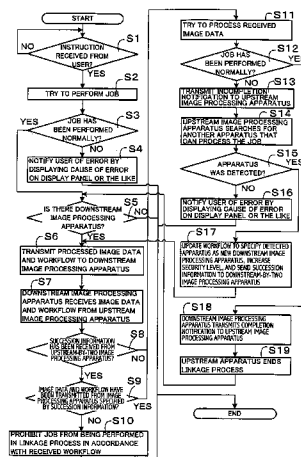 START
S1
INSTRUCTION
RECEIVED FROM
USER?
NO
YES
S2
TRY TO PERFORM JOB
S3
JOB HAS
BEEN PERFORMED
NORMALLY?
YES
NO
S4
NOTIFY USER OF ERROR BY
DISPLAYING CAUSE OF ERROR
ON DISPLAY PANEL OR THE LIKE
S5
IS THERE DOWNSTREAM
IMAGE PROCESSING
APPARATUS?
NO
YES
S6
TRANSMIT PROCESSED IMAGE DATA
AND WORKFLOW TO DOWNSTREAM
IMAGE PROCESSING APPARATUS
S7
DOWNSTREAM IMAGE PROCESSING
APPARATUS RECEIVES IMAGE DATA
AND WORKFLOW FROM UPSTREAM
IMAGE PROCESSING APPARATUS
S8
SUCCESSION
INFORMATION
HAS BEEN RECEIVED FROM
UPSTREAM-BY-TWO IMAGE
PROCESSING APPARATUS?
NO
YES
S9
IMAGE DATA AND WORKFLOW HAVE
BEEN TRANSMITTED FROM IMAGE
PROCESSING APPARATUS SPECIFIED
BY SUCCESSION INFORMATION?
YES
NO
S10
PROHIBIT JOB FROM BEING PERFORMED
IN LINKAGE PROCESS IN ACCORDANCE
WITH RECEIVED WORKFLOW
S11
TRY TO PROCESS RECEIVED
IMAGE DATA
S12
JOB HAS
BEEN PERFORMED
NORMALLY?
YES
NO
S13
TRANSMIT INCOMPLETION
NOTIFICATION TO UPSTREAM
IMAGE PROCESSING APPARATUS
S14
UPSTREAM IMAGE PROCESSING
APPARATUS SEARCHES FOR
ANOTHER APPARATUS THAT
CAN PROCESS THE JOB
S15
APPARATUS
WAS DETECTED?
YES
NO
S16
NOTIFY USER OF ERROR BY
DISPLAYING CAUSE OF ERROR
ON DISPLAY PANEL OR THE LIKE
S17
UPDATE WORKFLOW TO SPECIFY DETECTED
APPARATUS AS NEW DOWNSTREAM IMAGE
PROCESSING APPARATUS, INCREASE
SECURITY LEVEL, AND SEND SUCCESSION
INFORMATION TO DOWNSTREAM-BY-TWO
IMAGE PROCESSING APPARATUS
S18
DOWNSTREAM IMAGE PROCESSING
APPARATUS TRANSMITS COMPLETION
NOTIFICATION TO UPSTREAM IMAGE
PROCESSING APPARATUS
S19
UPSTREAM APPARATUS ENDS
LINKAGE PROCESS
END